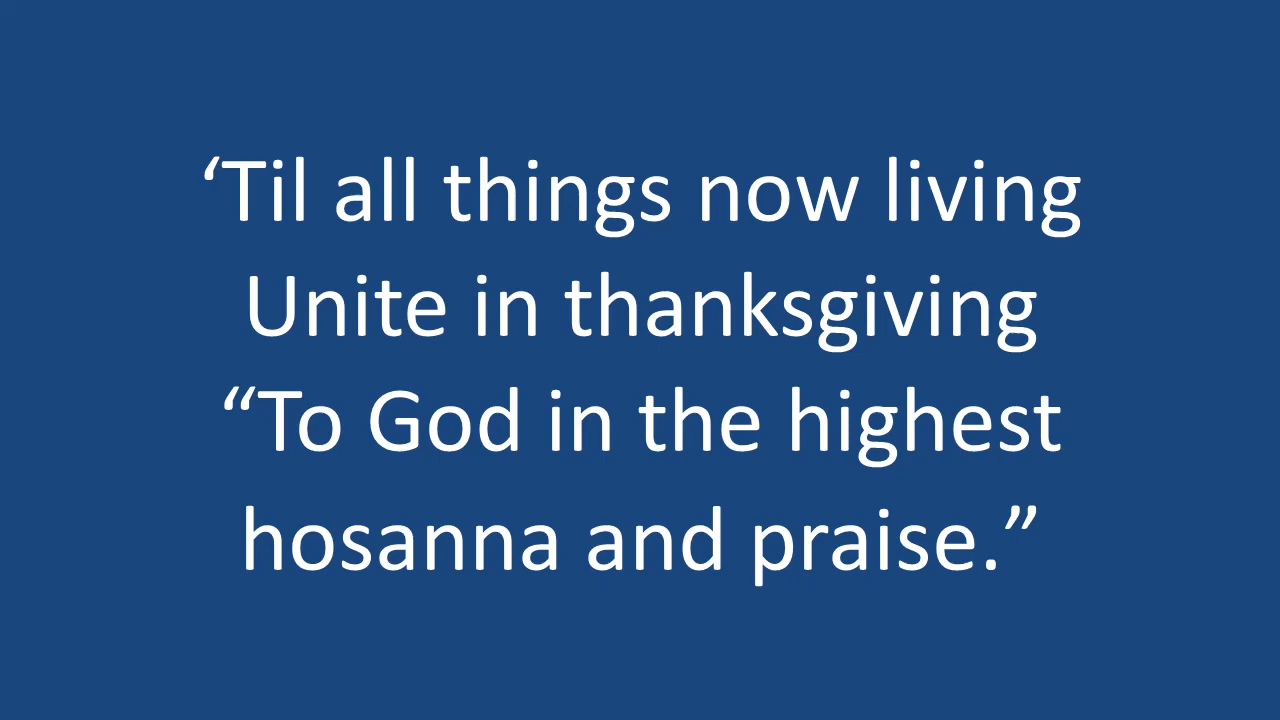 ‘Til all things now living
Unite in thanksgiving
“To God in the highest
hosanna and praise.”